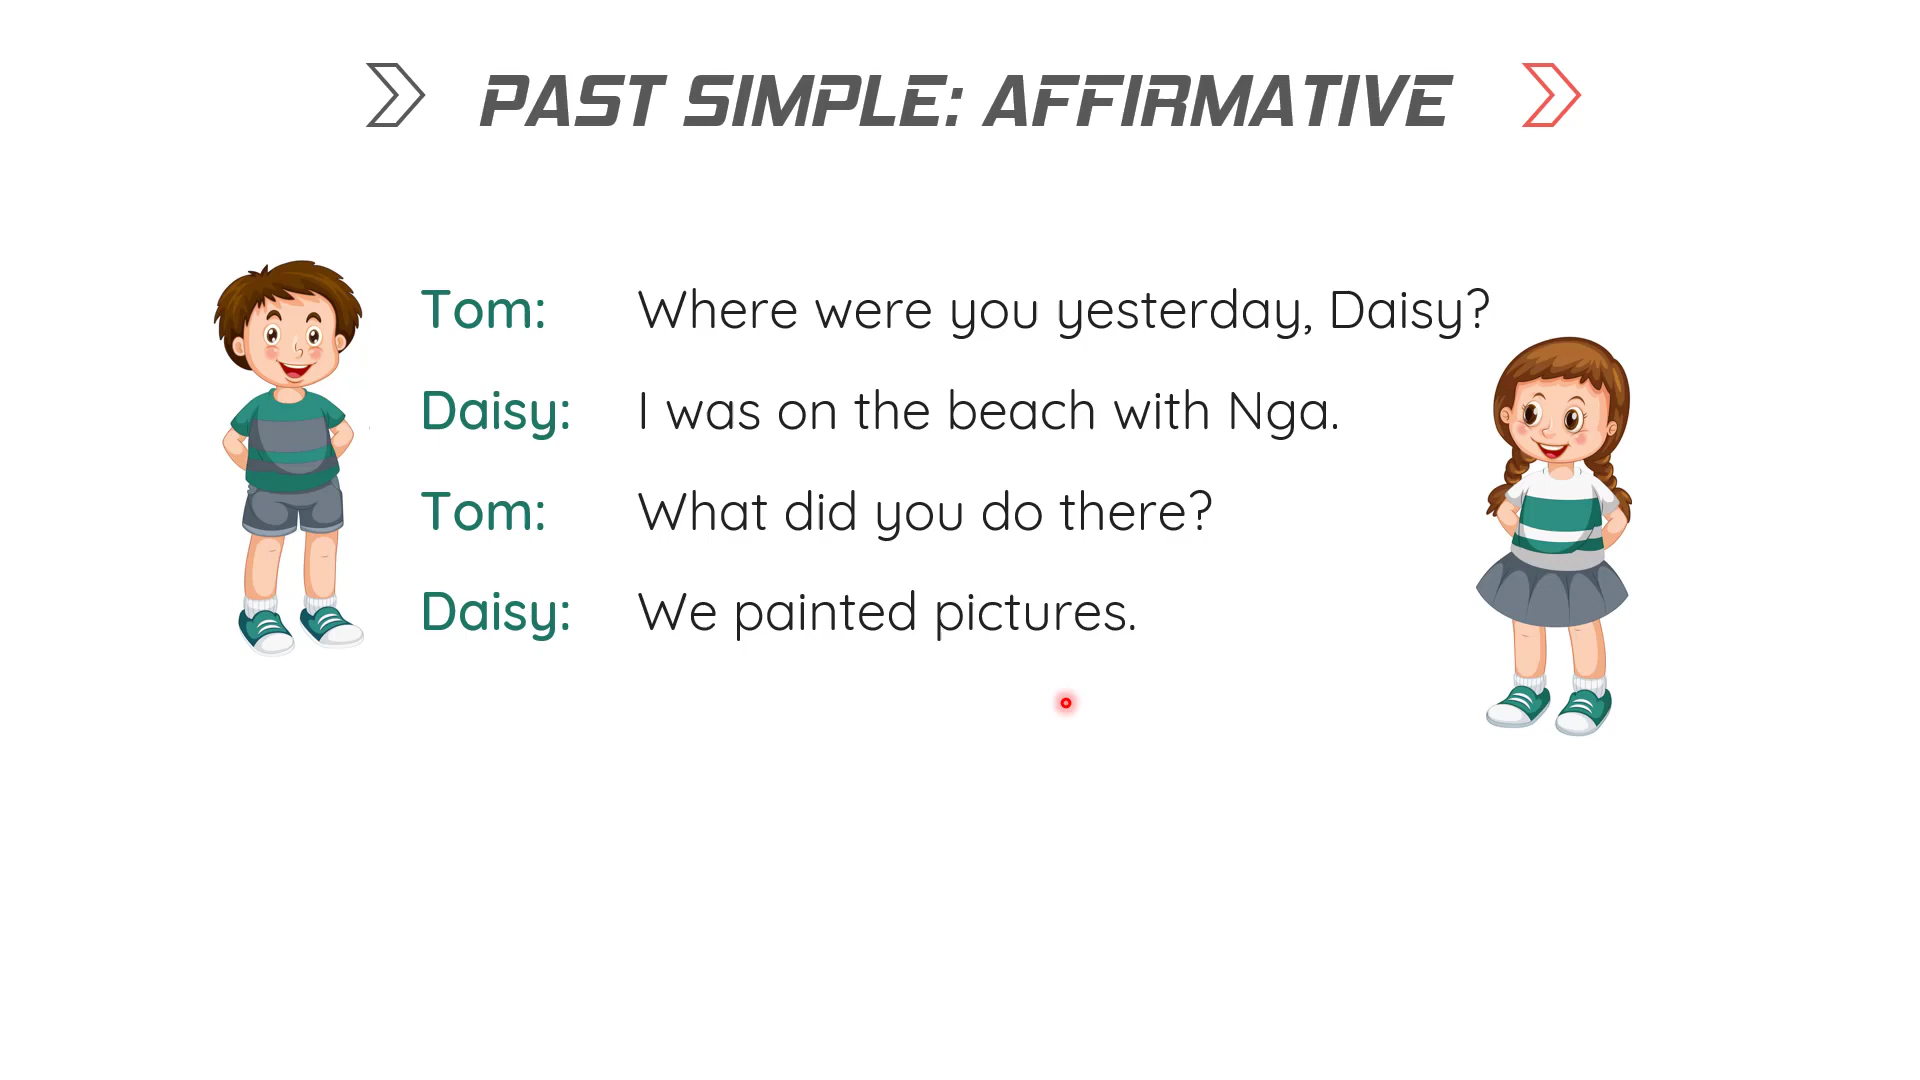 PAST SIMPLE: AFFIRMATIVE
Tom: Where were you yesterday, Daisy?
Daisy: I was on the beach with Nga.
Tom: What did you do there?
Daisy: We painted pictures.